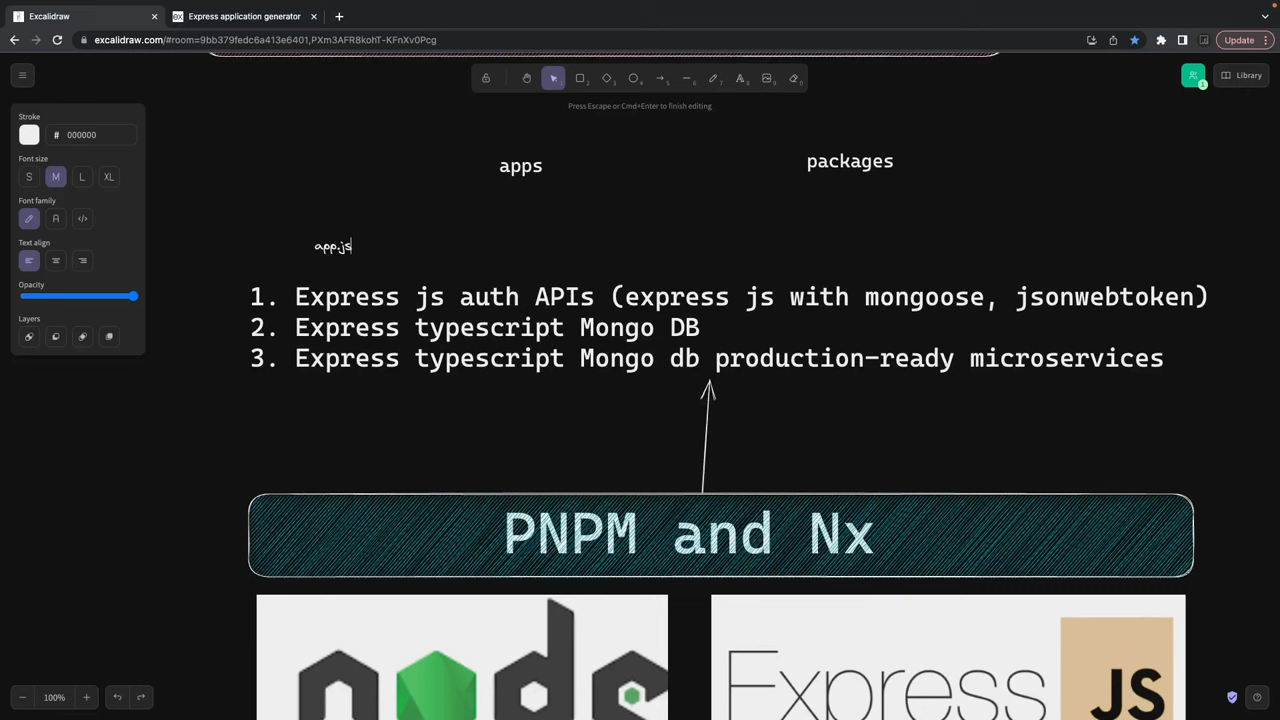 Excalidraw
Express application generator
excalidraw.com/#room=9bb379fedc6a413e6401,PXm3AFR8kohT-KFnXv0Pcg
Update
Library
Press Escape or Cmd+Enter to finish editing
Stroke
# 000000
Font size
S M L XL
Font family
A </>
Text align
Opacity
Layers
apps
packages
app.js
1. Express js auth APIs (express js with mongoose, jsonwebtoken)
2. Express typescript Mongo DB
3. Express typescript Mongo db production-ready microservices
PNPM and Nx
node
Express
JS
100%